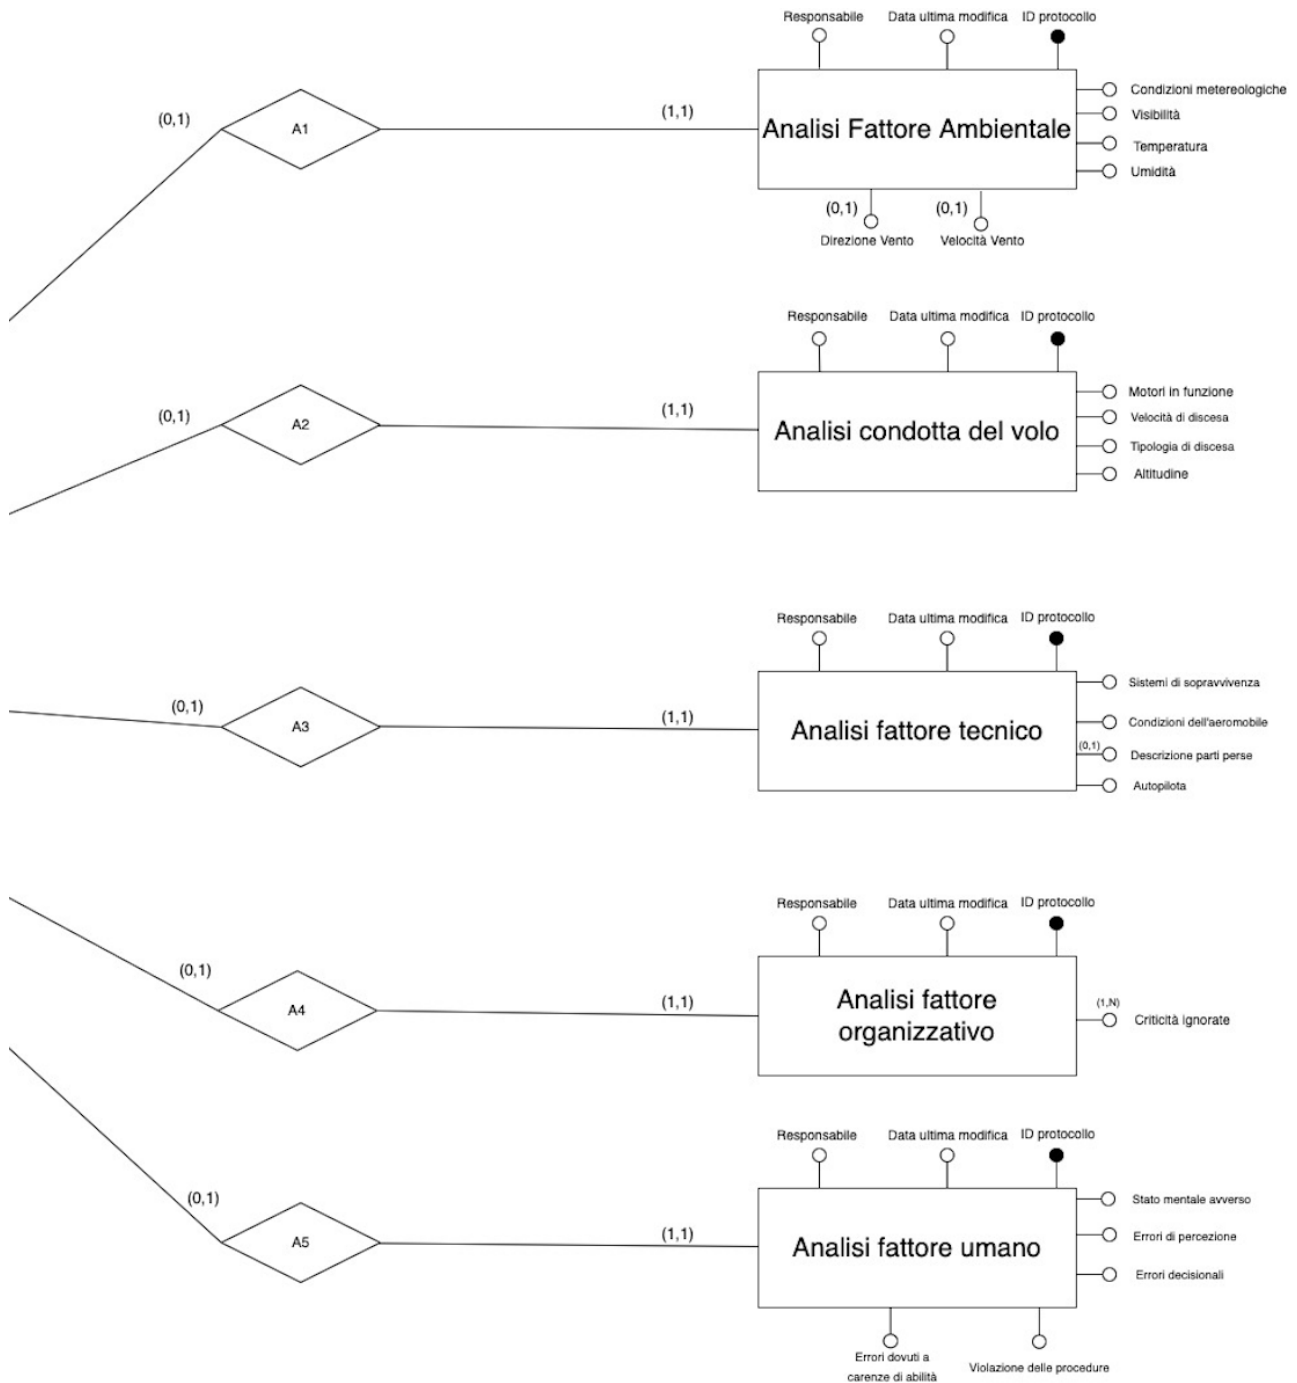 Responsabile
Data ultima modifica
ID protocollo
(0,1)
A1
(1,1)
Analisi Fattore Ambientale
Condizioni metereologiche
Visibilità
Temperatura
Umidità
(0,1)
(0,1)
Direzione Vento
Velocità Vento
Responsabile
Data ultima modifica
ID protocollo
(0,1)
A2
(1,1)
Analisi condotta del volo
Motori in funzione
Velocità di discesa
Tipologia di discesa
Altitudine
Responsabile
Data ultima modifica
ID protocollo
(0,1)
A3
(1,1)
Analisi fattore tecnico
Sistemi di sopravvivenza
Condizioni dell'aeromobile
(0,1)
Descrizione parti perse
Autopilota
Responsabile
Data ultima modifica
ID protocollo
(0,1)
A4
(1,1)
Analisi fattore
organizzativo
(1,N)
Criticità ignorate
Responsabile
Data ultima modifica
ID protocollo
(0,1)
A5
(1,1)
Analisi fattore umano
Stato mentale avverso
Errori di percezione
Errori decisionali
Errori dovuti a
carenze di abilità
Violazione delle procedure